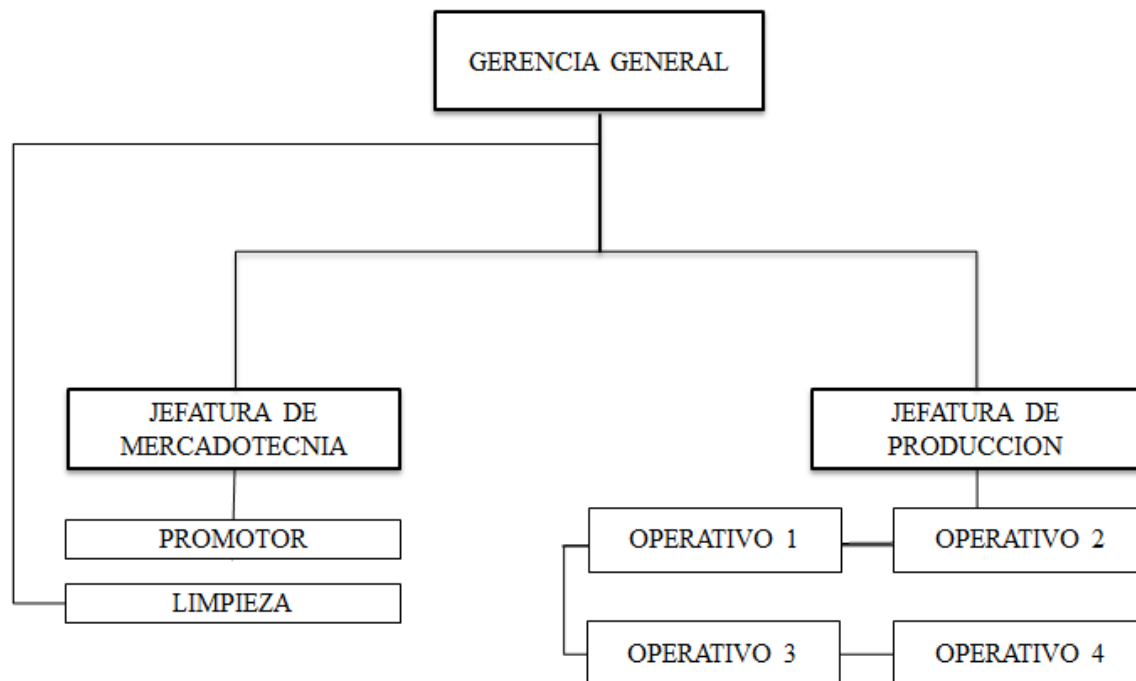 GERENCIA GENERAL
JEFATURA DE
MERCADOTECNIA
JEFATURA DE
PRODUCCION
PROMOTOR
LIMPIEZA
OPERATIVO 1
OPERATIVO 2
OPERATIVO 3
OPERATIVO 4